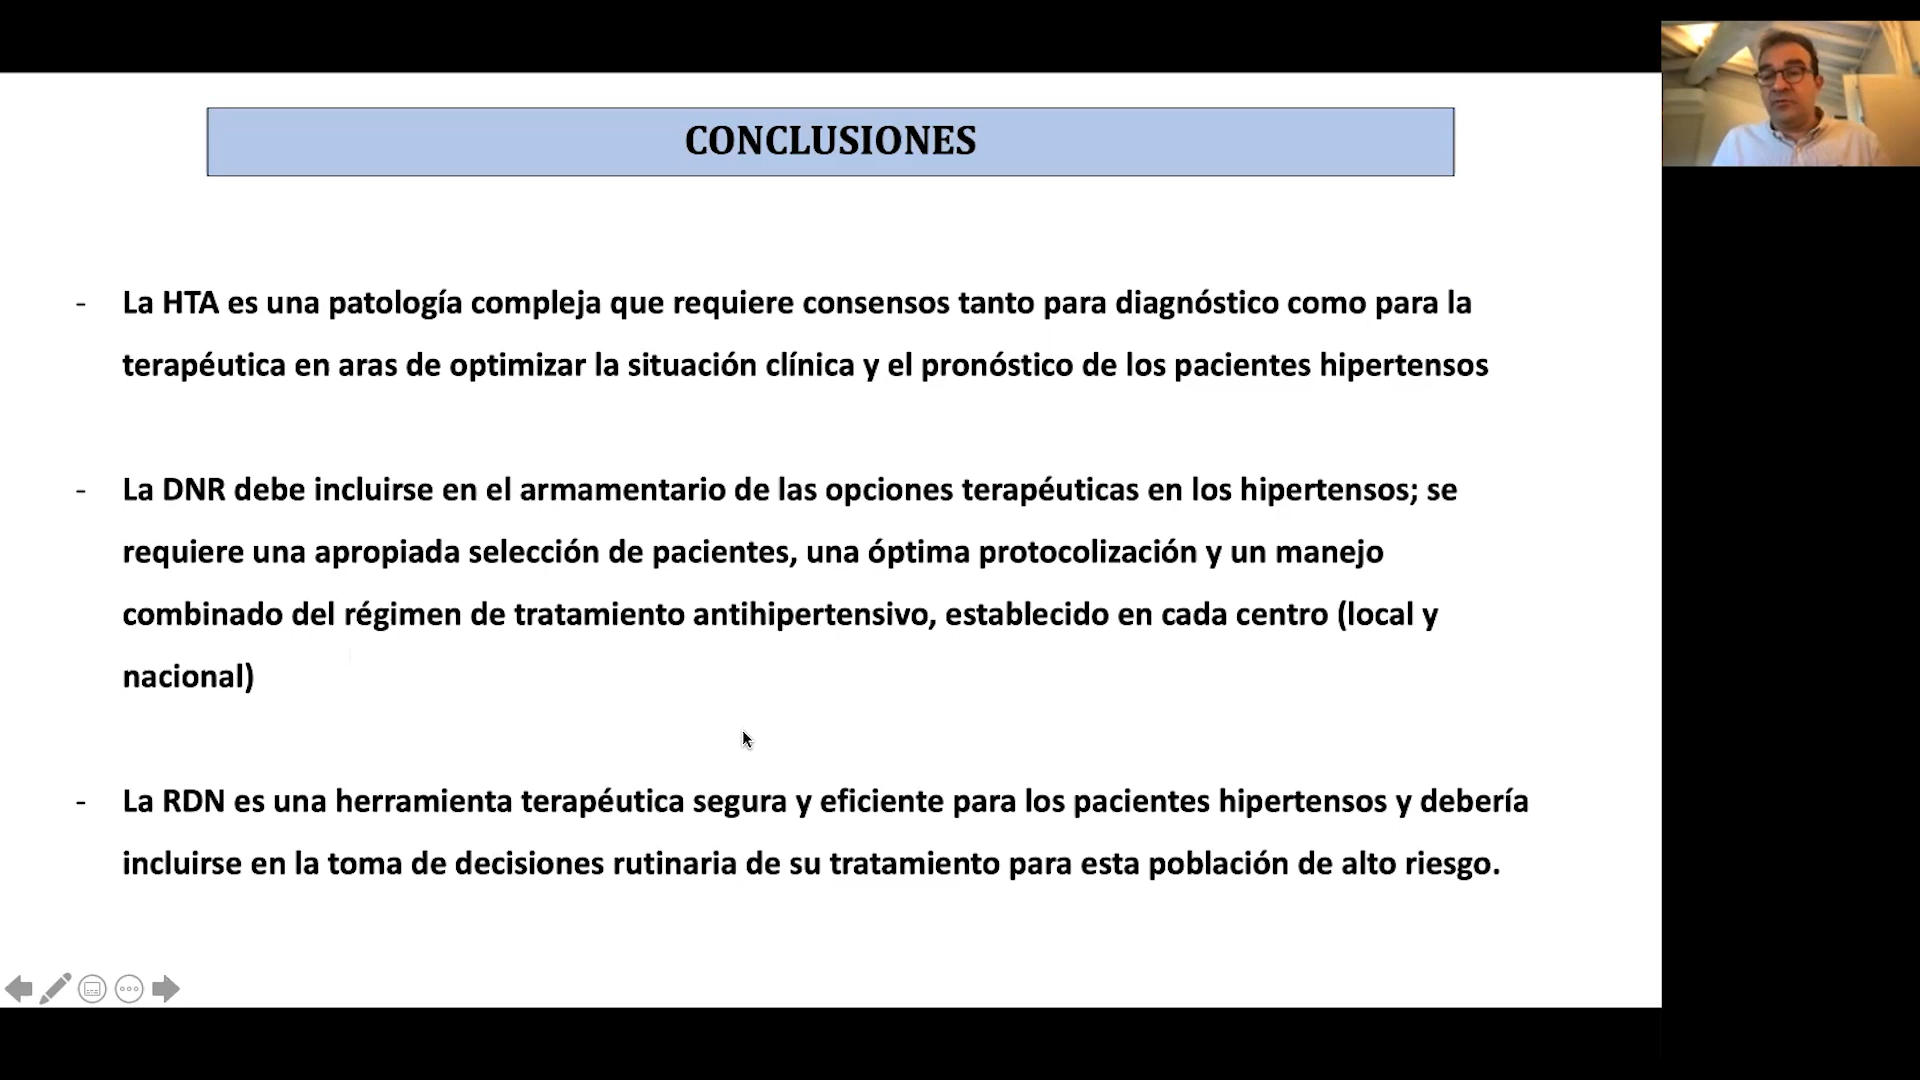 CONCLUSIONES
- La HTA es una patología compleja que requiere consensos tanto para diagnóstico como para la
terapéutica en aras de optimizar la situación clínica y el pronóstico de los pacientes hipertensos
- La DNR debe incluirse en el armamentario de las opciones terapéuticas en los hipertensos; se
requiere una apropiada selección de pacientes, una óptima protocolización y un manejo
combinado del régimen de tratamiento antihipertensivo, establecido en cada centro (local y
nacional)
- La RDN es una herramienta terapéutica segura y eficiente para los pacientes hipertensos y debería
incluirse en la toma de decisiones rutinaria de su tratamiento para esta población de alto riesgo.